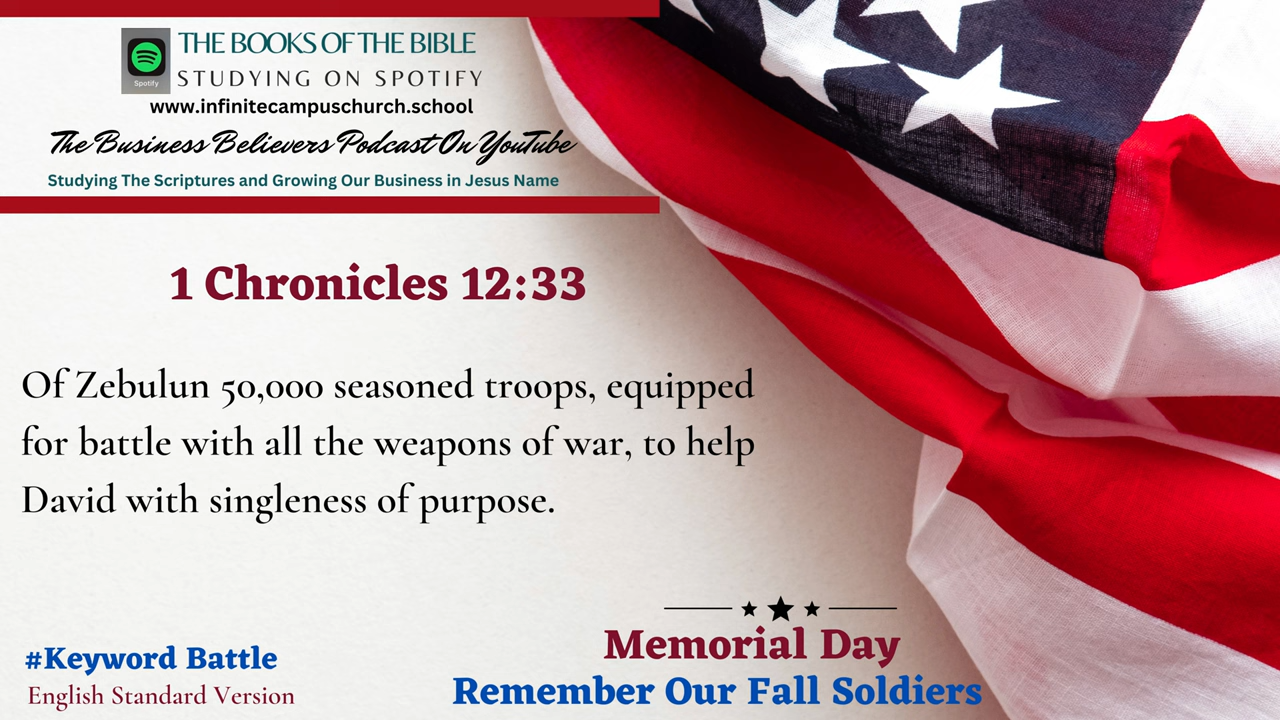 THE BOOKS OF THE BIBLE
Spotify
STUDYING ON SPOTIFY
www.infinitecampuschurch.school
The Business Believers Podcast On YouTube
Studying The Scriptures and Growing Our Business in Jesus Name
1 Chronicles 12:33
Of Zebulun 50,000 seasoned troops, equipped
for battle with all the weapons of war, to help
David with singleness of purpose.
#Keyword Battle
English Standard Version
Memorial Day
Remember Our Fall Soldiers